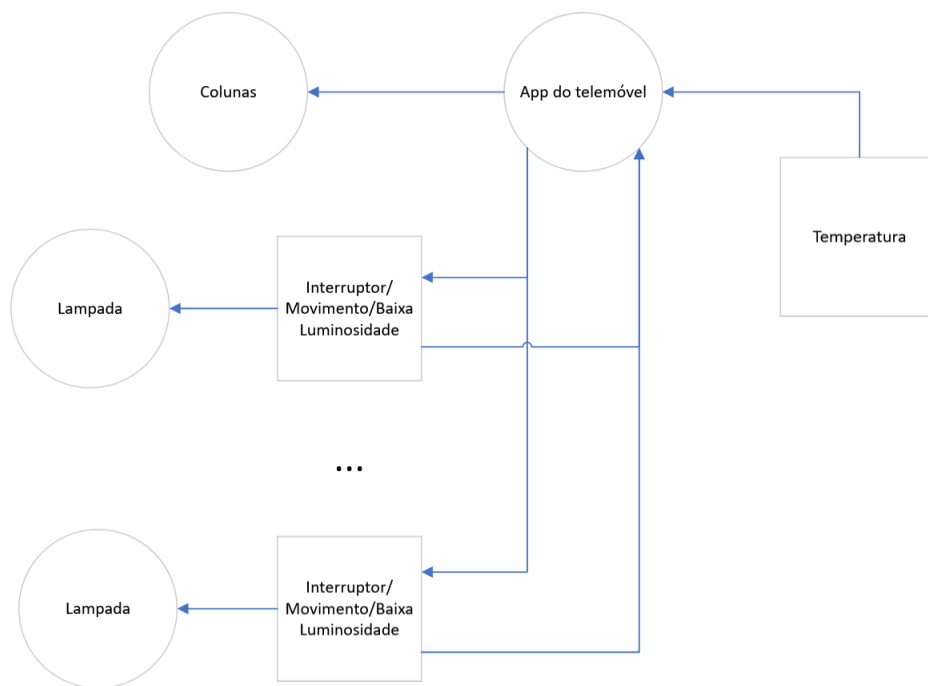 Colunas
App do telemóvel
Temperatura
Lampada
Interruptor/
Movimento/Baixa
Luminosidade
...
Lampada
Interruptor/
Movimento/Baixa
Luminosidade